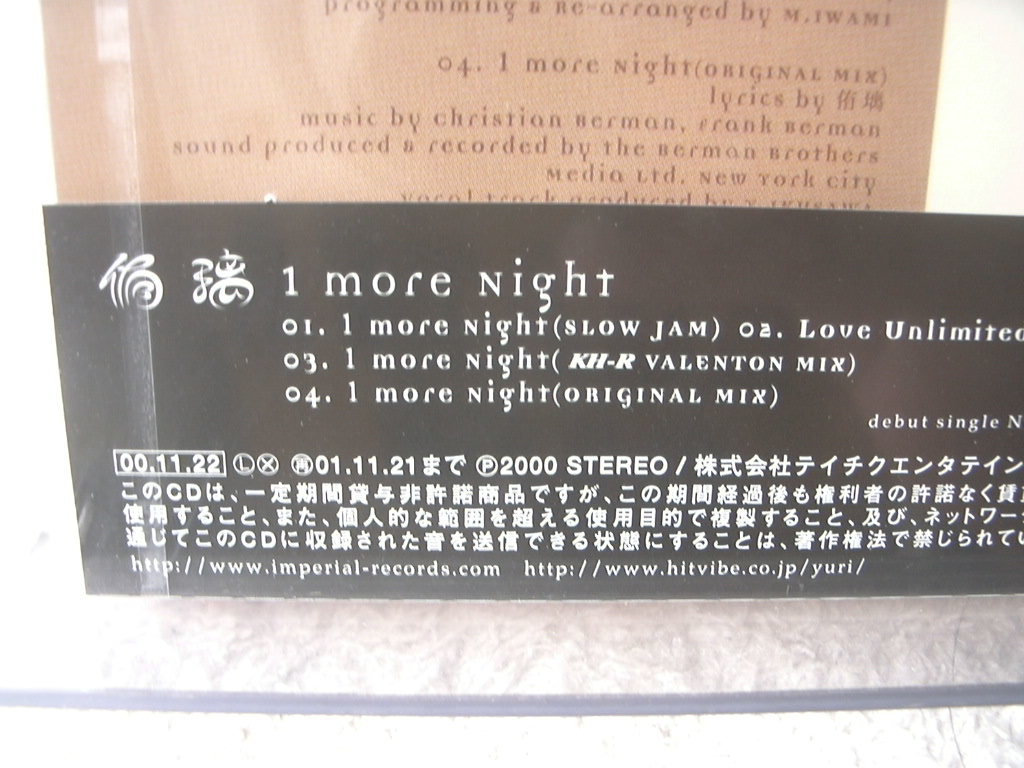 programming & Re-arranged by M.IWAMI
04. 1 more Night(ORIGINAL MIX)
lyrics by 侑璃
music by Christian Berman, Frank Berman
sound produced & recorded by the Berman Brothers
Media Ltd. New York city
vocal track produced by
侑璃 1 more Night
01. 1 more Night(SLOW JAM) 02. Love Unlimited
03. 1 more Night( KH-R VALENTON MIX)
04. 1 more Night(ORIGINAL MIX)
debut single N
00.11.22 Ⓛ Ⓧ 再01.11.21まで Ⓟ2000 STEREO / 株式会社テイチクエンタテイン
このCDは、一定期間貸与非許諾商品ですが、この期間経過後も権利者の許諾なく賃
使用すること、また、個人的な範囲を超える使用目的で複製すること、及び、ネットワー
通じてこのCDに収録された音を送信できる状態にすることは、著作権法で禁じられてい
http://www.imperial-records.com http://www.hitvibe.co.jp/yuri/